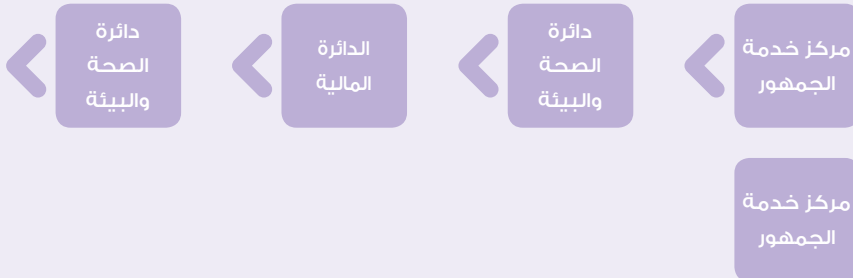 مركز خدمة
الجمهور
دائرة
الصحة
والبيئة
الدائرة
المالية
دائرة
الصحة
والبيئة
مركز خدمة
الجمهور